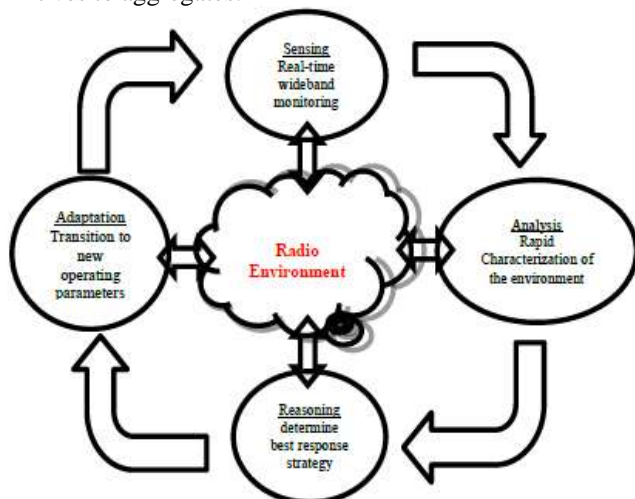 Sensing
Real-time
wideband
monitoring
Adaptation
Transition to
new
operating
parameters
Radio
Environment
Analysis
Rapid
Characterization of
the environment
Reasoning
determine
best response
strategy